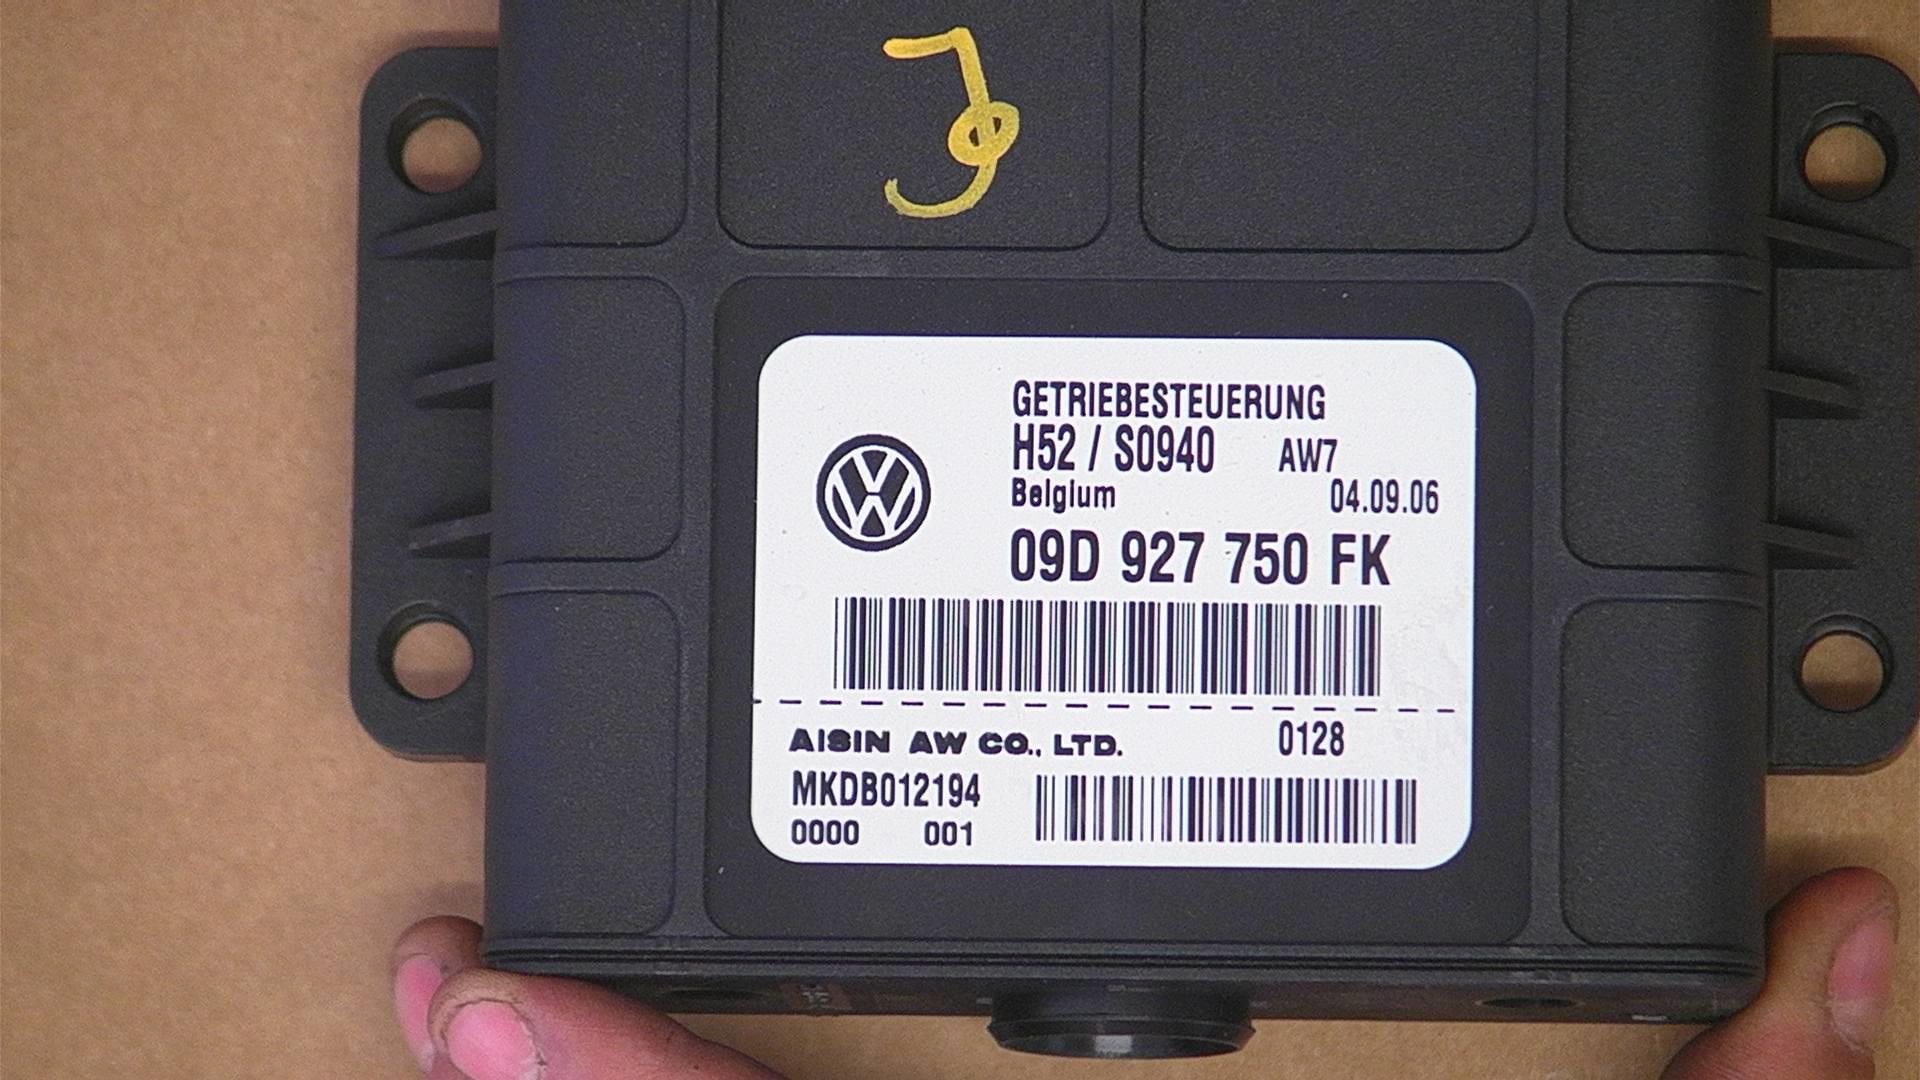 GETRIEBESTEUERUNG
H52 / S0940 AW7
Belgium 04.09.06
09D 927 750 FK
AISIN AW CO., LTD. 0128
MKDB012194
0000 001